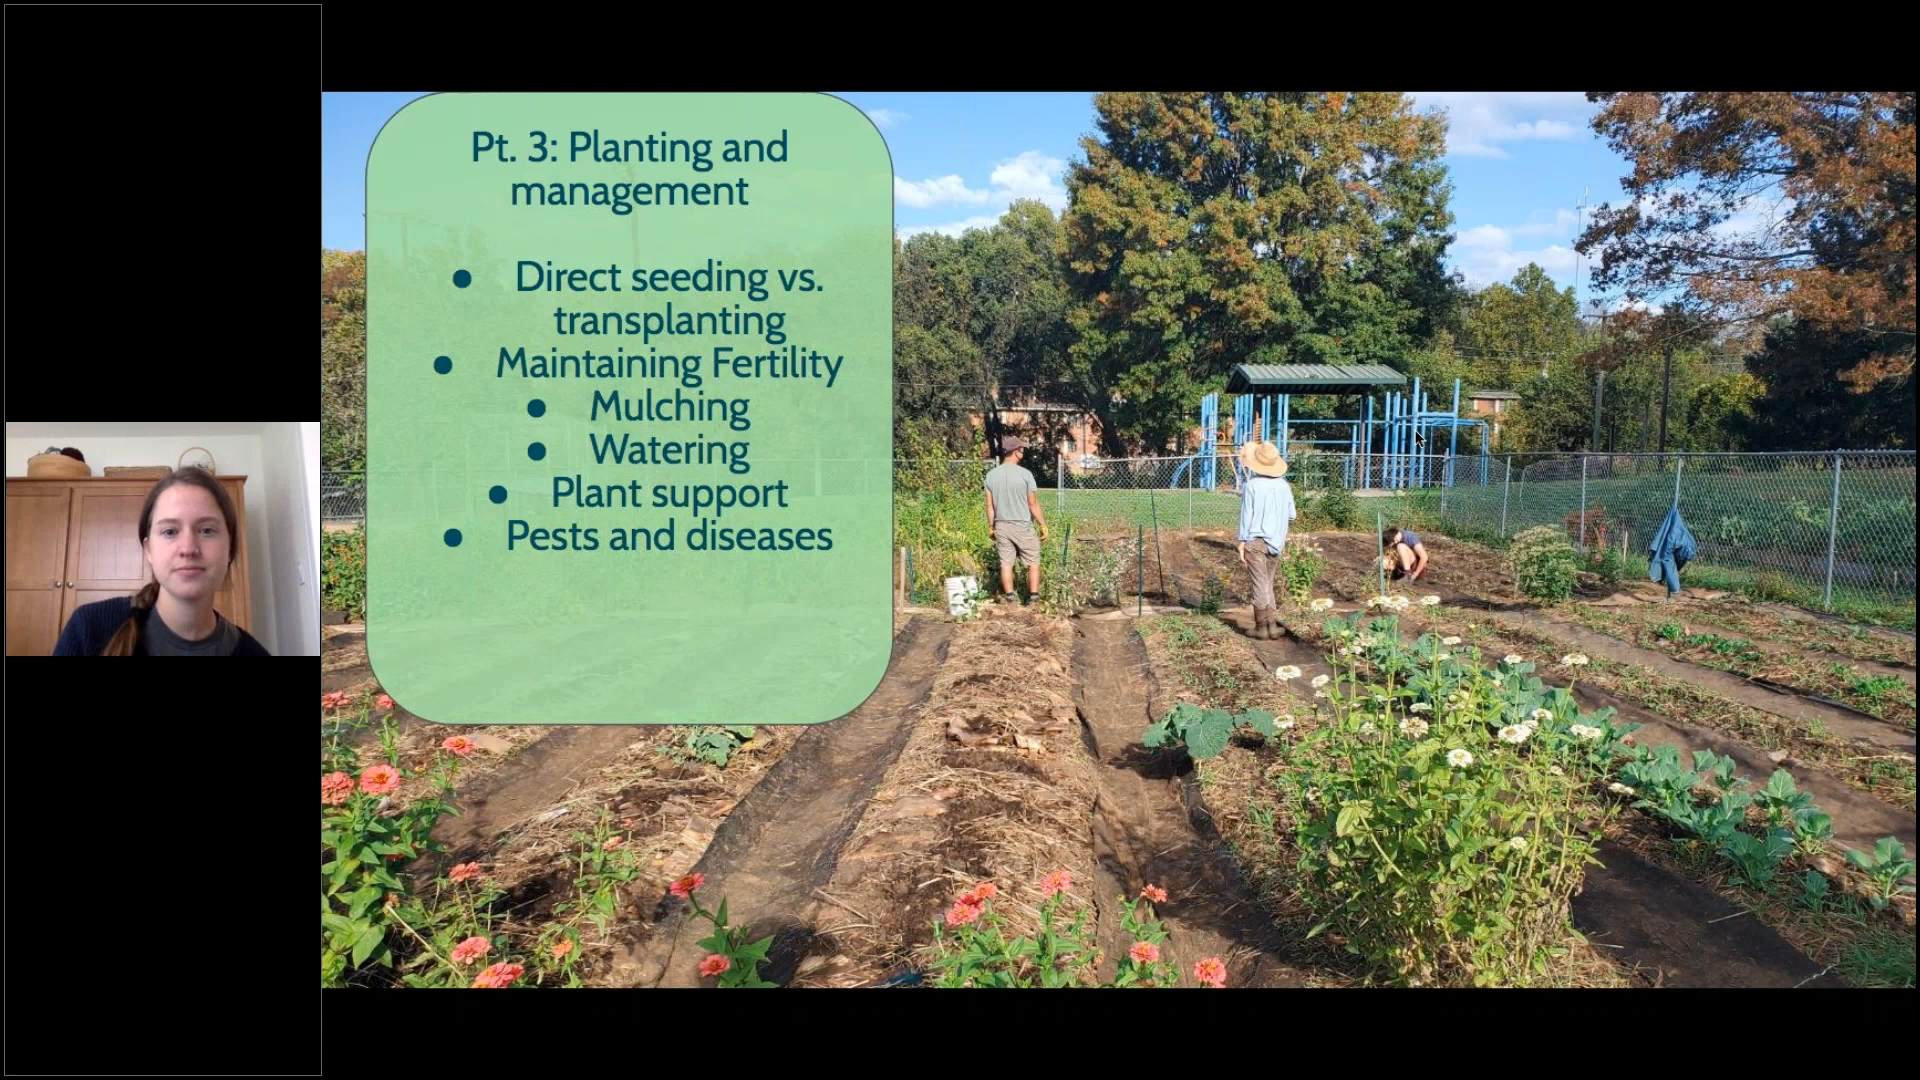 Pt. 3: Planting and
management
● Direct seeding vs.
transplanting
● Maintaining Fertility
● Mulching
● Watering
● Plant support
● Pests and diseases